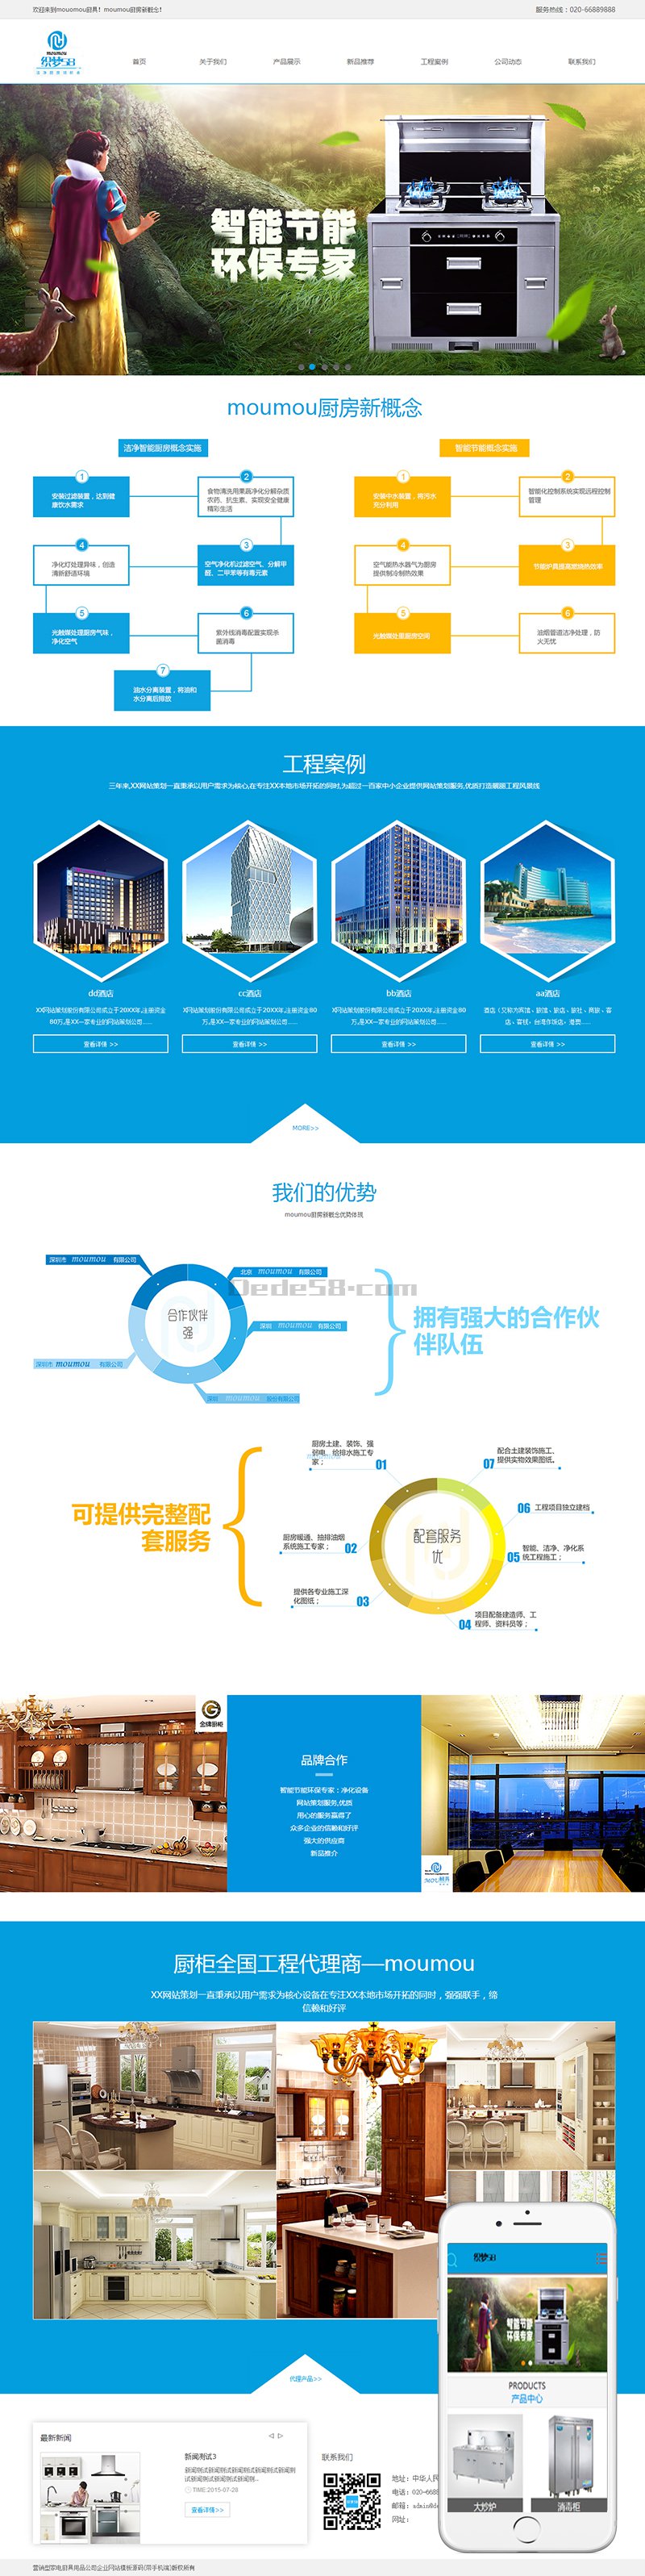 欢迎来到mouomou厨具！moumou厨房新概念！
服务热线：020-66889888
织梦58
首页
关于我们
产品展示
新品推荐
工程案例
公司动态
联系我们
智能节能
环保专家
moumou厨房新概念
洁净智能厨房概念实施
1
安装过滤装置，达到健
康饮水需求
2
食物清洗用果蔬净化分解杂质
农药、抗生素、实现安全健康
精彩生活
4
净化灯处理异味，创造
清新舒适环境
3
空气净化机过滤空气、分解甲
醛、二甲苯等有毒元素
5
光触媒处理厨房气味，
净化空气
6
紫外线消毒配置实现杀
菌消毒
7
油水分离装置，将油和
水分离后排放
智能节能概念实施
1
安装中水装置，将污水
充分利用
2
智能化控制系统实现远程控制
管理
4
空气能热水器气为厨房
提供制冷制热效果
3
节能炉具提高燃烧热效率
5
光触媒处理厨房空间
6
油烟管道洁净处理，防
火无忧
工程案例
三年来,XX网站策划一直秉承以用户需求为核心,在专注XX本地市场开拓的同时,为超过一百家中小企业提供网站策划服务,优质打造靓丽工程风景线
dd酒店
XX网站策划股份有限公司成立于20XX年,注册资金
80万,是XX一家专业的网站策划公司......
查看详情 >>
cc酒店
X网站策划股份有限公司成立于20XX年,注册资金80
万,是XX一家专业的网站策划公司......
查看详情 >>
bb酒店
X网站策划股份有限公司成立于20XX年,注册资金80
万,是XX一家专业的网站策划公司......
查看详情 >>
aa酒店
酒店（又称为宾馆、旅馆、旅店、旅社、商旅、客
店、客栈，台湾作饭店，港澳......
查看详情 >>
MORE>>
我们的优势
moumou厨房新概念优势体现
深圳市 moumou 有限公司
北京 moumou 有限公司
Dede58.com
深圳 moumou 有限公司
深圳市 moumou 有限公司
深圳 moumou 股份有限公司
合作伙伴
强
拥有强大的合作伙
伴队伍
可提供完整配
套服务
厨房土建、装饰、强
弱电、给排水施工专
家；
01
厨房暖通、抽排油烟
系统施工专家；
02
提供各专业施工深
化图纸；
03
配套服务
优
07
配合土建装饰施工、
提供实物效果图纸。
06
工程项目独立建档
05
智能、洁净、净化系
统工程施工；
04
项目配备建造师、工
程师、资料员等；
金牌厨柜
品牌合作
智能节能环保专家：净化设备
网站策划服务,优质
用心的服务赢得了
众多企业的信赖和好评
强大的供应商
新品推介
MOU厨具
厨柜全国工程代理商—moumou
XX网站策划一直秉承以用户需求为核心设备在专注XX本地市场开拓的同时，强强联手，缔
信赖和好评
代理产品>>
织梦58
智能节能
环保专家
PRODUCTS
产品中心
大炒炉
消毒柜
最新新闻
新闻测试3
新闻测试新闻测试新闻测试新闻测试新闻测
试新闻测试新闻测试新闻测...
TIME:2015-07-28
查看详情>>
联系我们
地址：中华人民
电话：020-668
邮箱：admin@de
网址：
营销型家电厨具用品公司企业网站模板源码(带手机端)版权所有